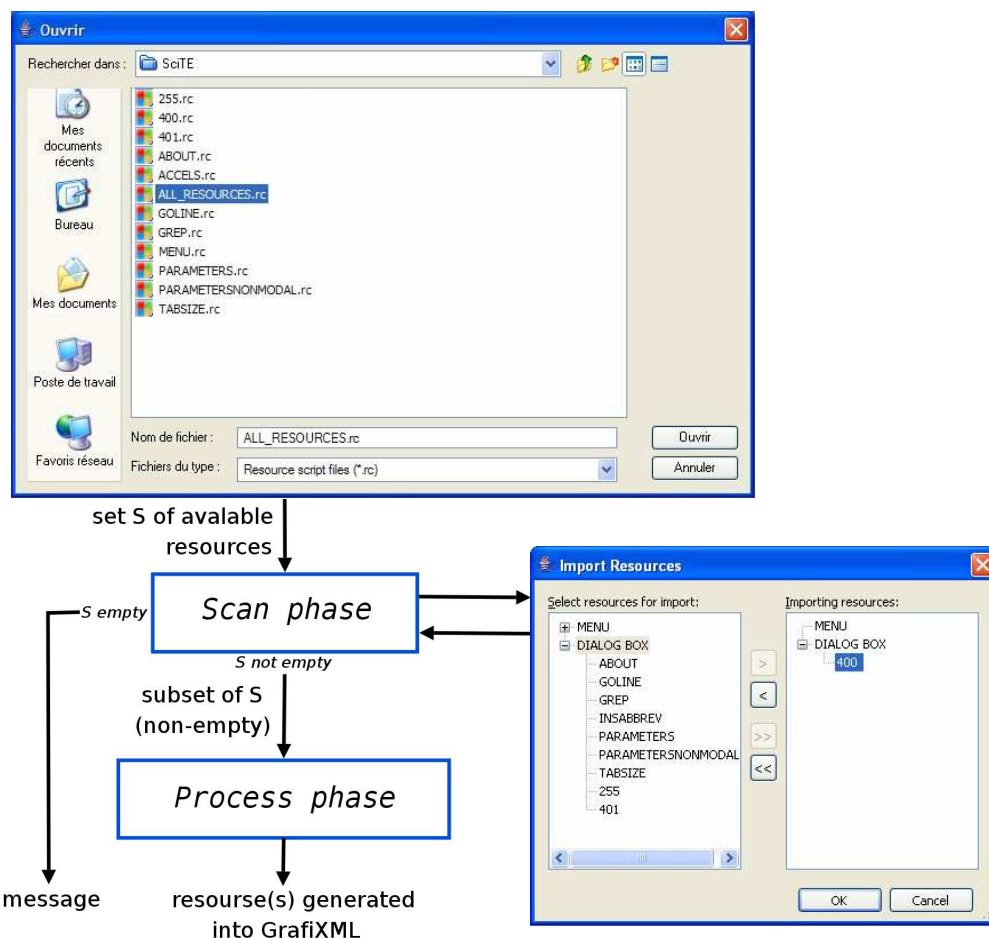 Ouvrir
Rechercher dans :
SciTE
Mes
documents
récents
Bureau
Mes documents
Poste de travail
Favoris réseau
255.rc
400.rc
401.rc
ABOUT.rc
ACCELS.rc
ALL_RESOURCES.rc
GOLINE.rc
GREP.rc
MENU.rc
PARAMETERS.rc
PARAMETERSNONMODAL.rc
TABSIZE.rc
Nom de fichier :
ALL_RESOURCES.rc
Ouvrir
Fichiers du type :
Resource script files (*.rc)
Annuler
set S of avalable
resources
Scan phase
S empty
S not empty
subset of S
(non-empty)
Process phase
message
resourse(s) generated
into GrafiXML
Import Resources
Select resources for import:
MENU
DIALOG BOX
ABOUT
GOLINE
GREP
INSABBREV
PARAMETERS
PARAMETERSNONMODAL
TABSIZE
255
401
>
<
>>
<<
Importing resources:
MENU
DIALOG BOX
400
OK
Cancel